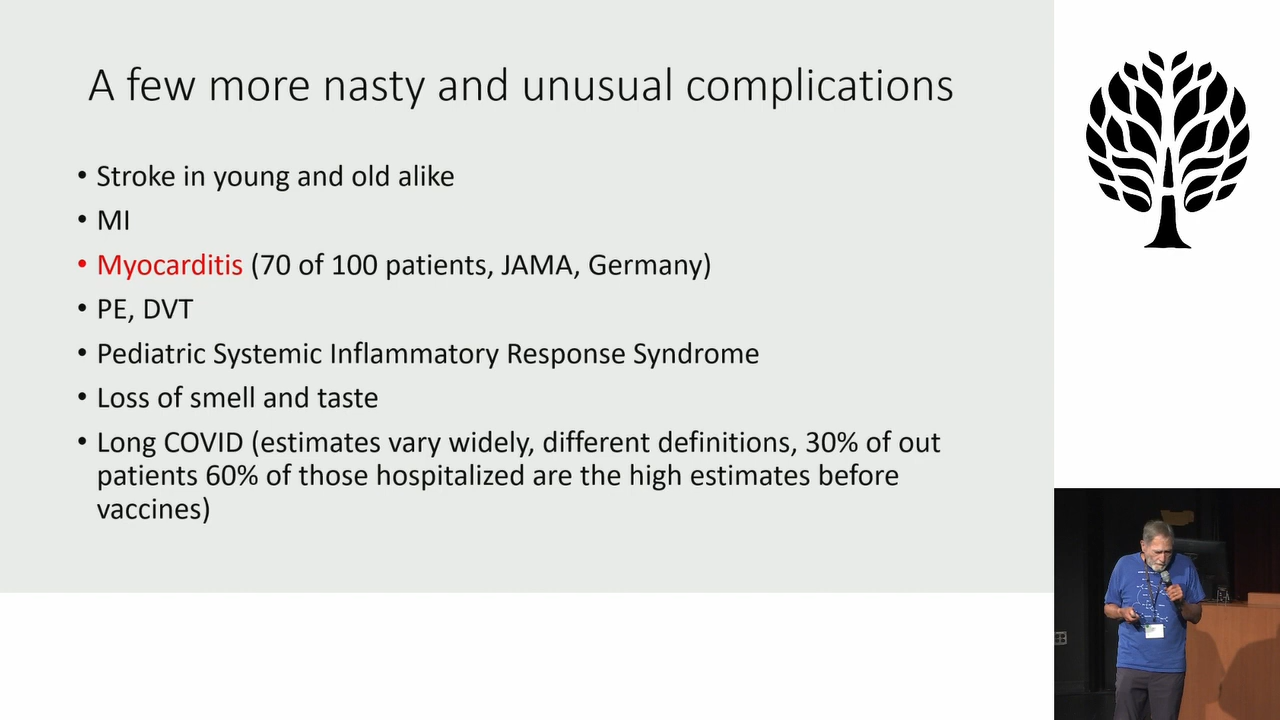 A few more nasty and unusual complications
• Stroke in young and old alike
• MI
• Myocarditis (70 of 100 patients, JAMA, Germany)
• PE, DVT
• Pediatric Systemic Inflammatory Response Syndrome
• Loss of smell and taste
• Long COVID (estimates vary widely, different definitions, 30% of out
patients 60% of those hospitalized are the high estimates before
vaccines)